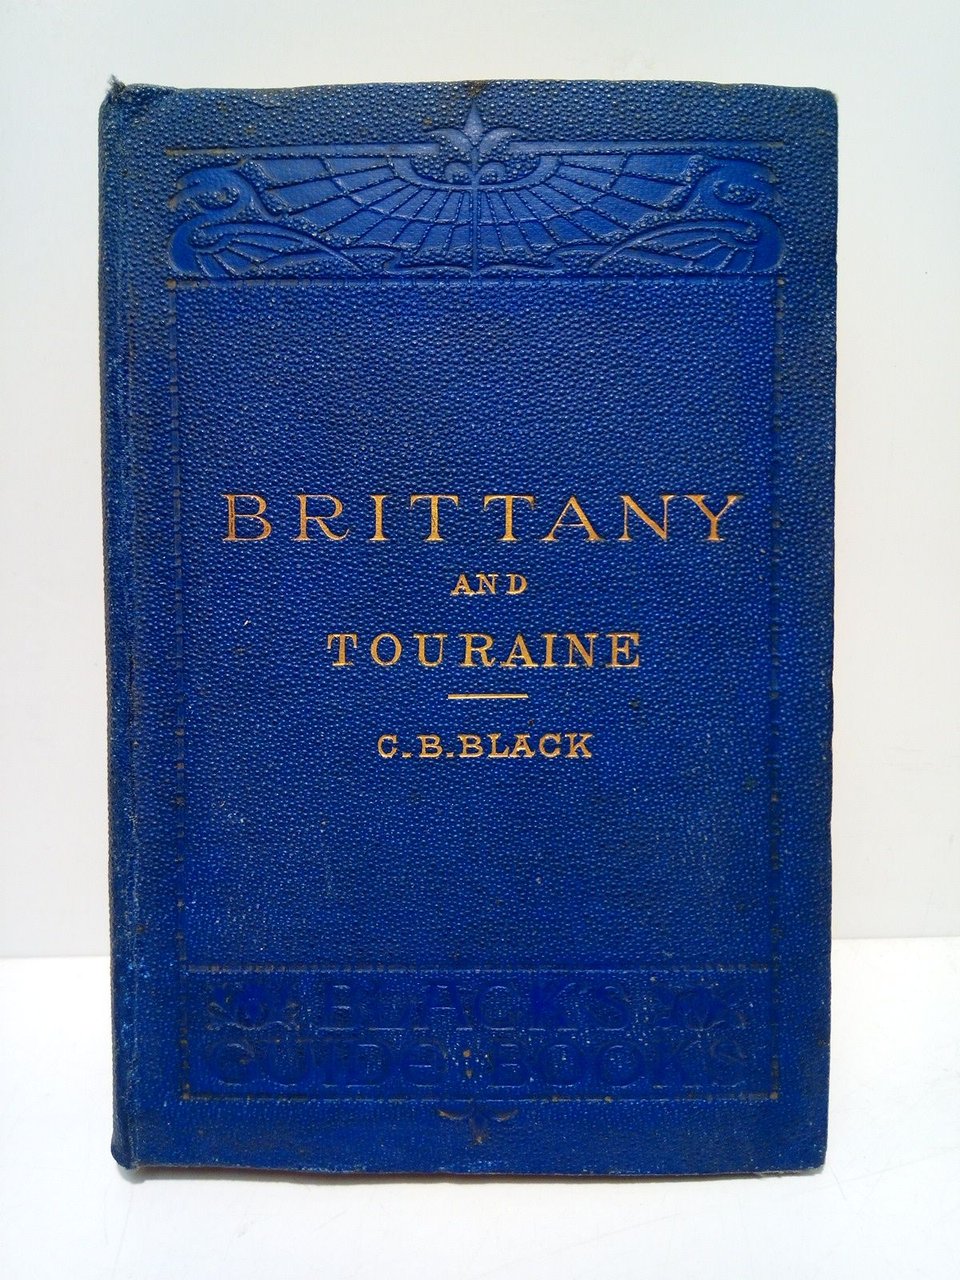 BRITTANY
AND
TOURAINE
C.B.BLACK
BLACK'S
GUIDE BOOKS